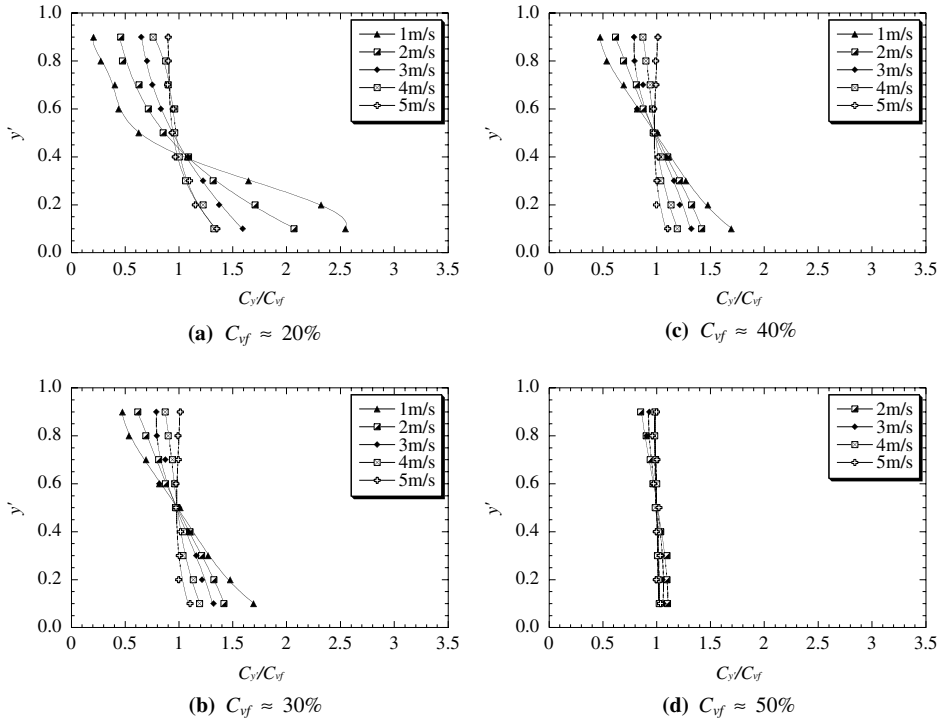 1.0
0.8
0.6
0.4
0.2
0.0
y'
0 0.5 1 1.5 2 2.5 3 3.5
Cy'/Cvf
1m/s
2m/s
3m/s
4m/s
5m/s
(a) Cvf ≈ 20%
1.0
0.8
0.6
0.4
0.2
0.0
y'
0 0.5 1 1.5 2 2.5 3 3.5
Cy'/Cvf
1m/s
2m/s
3m/s
4m/s
5m/s
(c) Cvf ≈ 40%
1.0
0.8
0.6
0.4
0.2
0.0
y'
0 0.5 1 1.5 2 2.5 3 3.5
Cy'/Cvf
1m/s
2m/s
3m/s
4m/s
5m/s
(b) Cvf ≈ 30%
1.0
0.8
0.6
0.4
0.2
0.0
y'
0 0.5 1 1.5 2 2.5 3 3.5
Cy'/Cvf
2m/s
3m/s
4m/s
5m/s
(d) Cvf ≈ 50%